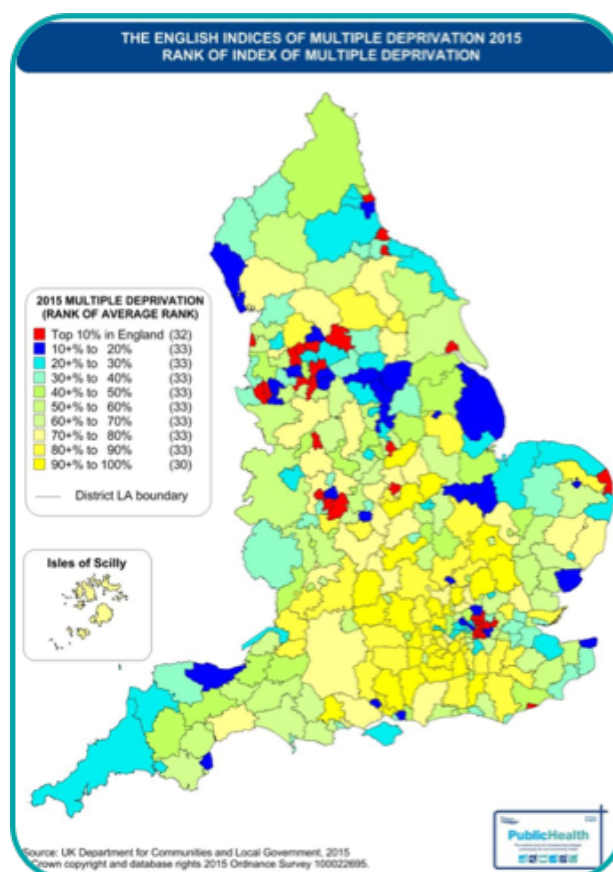 THE ENGLISH INDICES OF MULTIPLE DEPRIVATION 2015
RANK OF INDEX OF MULTIPLE DEPRIVATION
2015 MULTIPLE DEPRIVATION
(RANK OF AVERAGE RANK)
Top 10% in England (32)
10+% to 20% (33)
20+% to 30% (33)
30+% to 40% (33)
40+% to 50% (33)
50+% to 60% (33)
60+% to 70% (33)
70+% to 80% (33)
80+% to 90% (33)
90+% to 100% (30)
District LA boundary
Isles of Scilly
PublicHealth
Source: UK Department for Communities and Local Government, 2015
Crown copyright and database rights 2015 Ordnance Survey 100022695.